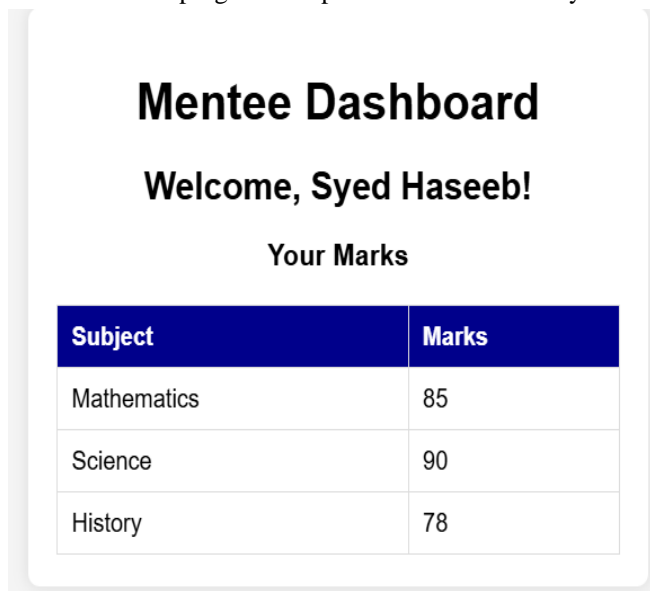 Mentee Dashboard
Welcome, Syed Haseeb!
Your Marks
Subject Marks
Mathematics 85
Science 90
History 78